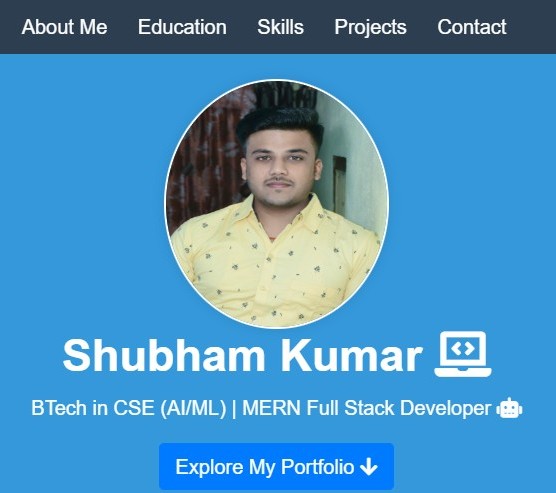 About Me Education Skills Projects Contact
Shubham Kumar
BTech in CSE (AI/ML) | MERN Full Stack Developer
Explore My Portfolio